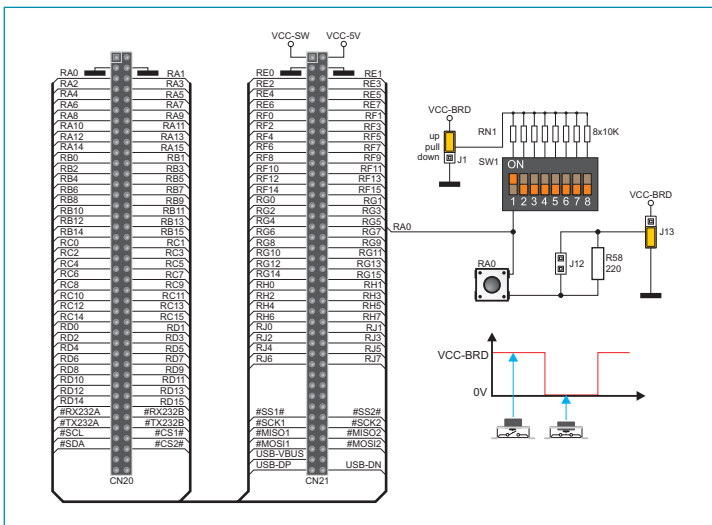 VCC-SW VCC-5V
RA0 RA1 RE0 RE1
RA2 RA3 RE2 RE3
RA4 RA5 RE4 RE5
RA6 RA7 RE6 RE7
RA8 RA9 RF0 RF1
RA10 RA11 RF2 RF3
RA12 RA13 RF4 RF5
RA14 RA15 RF6 RF7
RB0 RB1 RF8 RF9
RB2 RB3 RF10 RF11
RB4 RB5 RF12 RF13
RB6 RB7 RF14 RF15
RB8 RB9 RG0 RG1
RB10 RB11 RG2 RG3
RB12 RB13 RG4 RG5
RB14 RB15 RG6 RG7
RC0 RC1 RG8 RG9
RC2 RC3 RG10 RG11
RC4 RC5 RG12 RG13
RC6 RC7 RG14 RG15
RC8 RC9 RH0 RH1
RC10 RC11 RH2 RH3
RC12 RC13 RH4 RH5
RC14 RC15 RH6 RH7
RD0 RD1 RJ0 RJ1
RD2 RD3 RJ2 RJ3
RD4 RD5 RJ4 RJ5
RD6 RD7 RJ6 RJ7
RD8 RD9
RD10 RD11
RD12 RD13
RD14 RD15
#RX232A #RX232B #SS1# #SS2#
#TX232A #TX232B #SCK1 #SCK2
#SCL #CS1# #MISO1 #MISO2
#SDA #CS2# #MOSI1 #MOSI2
USB-VBUS
USB-DP USB-DN
CN20 CN21
VCC-BRD
up
pull
down
J1
RN1 8x10K
SW1
ON
1 2 3 4 5 6 7 8
RA0
VCC-BRD
J13
RA0
J12
R58
220
VCC-BRD
0V